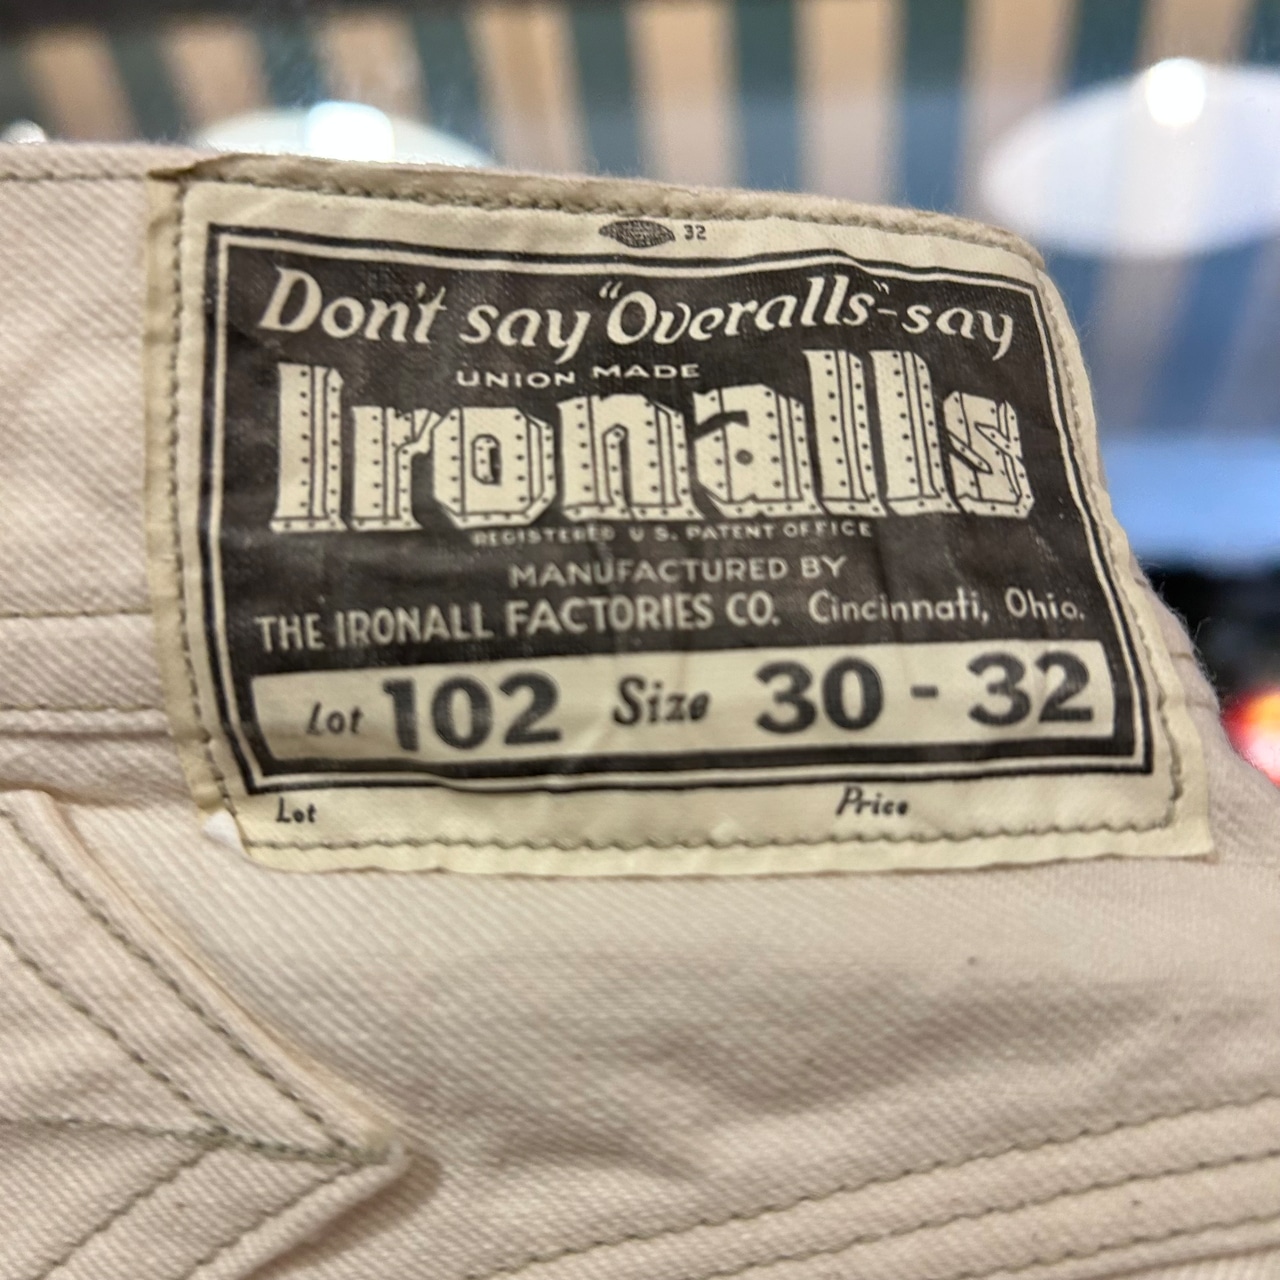 32
Don't say "Overalls"-say
UNION MADE
Ironalls
REGISTERED U.S. PATENT OFFICE
MANUFACTURED BY
THE IRONALL FACTORIES CO. Cincinnati, Ohio.
Lot 102 Size 30 - 32
Lot Price